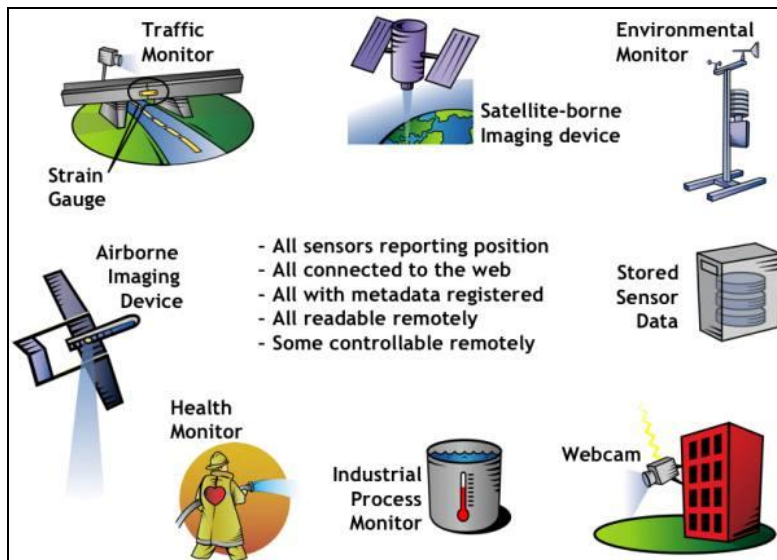 Traffic
Monitor
Environmental
Monitor
Satellite-borne
Imaging device
Strain
Gauge
Airborne
Imaging
Device
- All sensors reporting position
- All connected to the web
- All with metadata registered
- All readable remotely
- Some controllable remotely
Stored
Sensor
Data
Health
Monitor
Industrial
Process
Monitor
Webcam